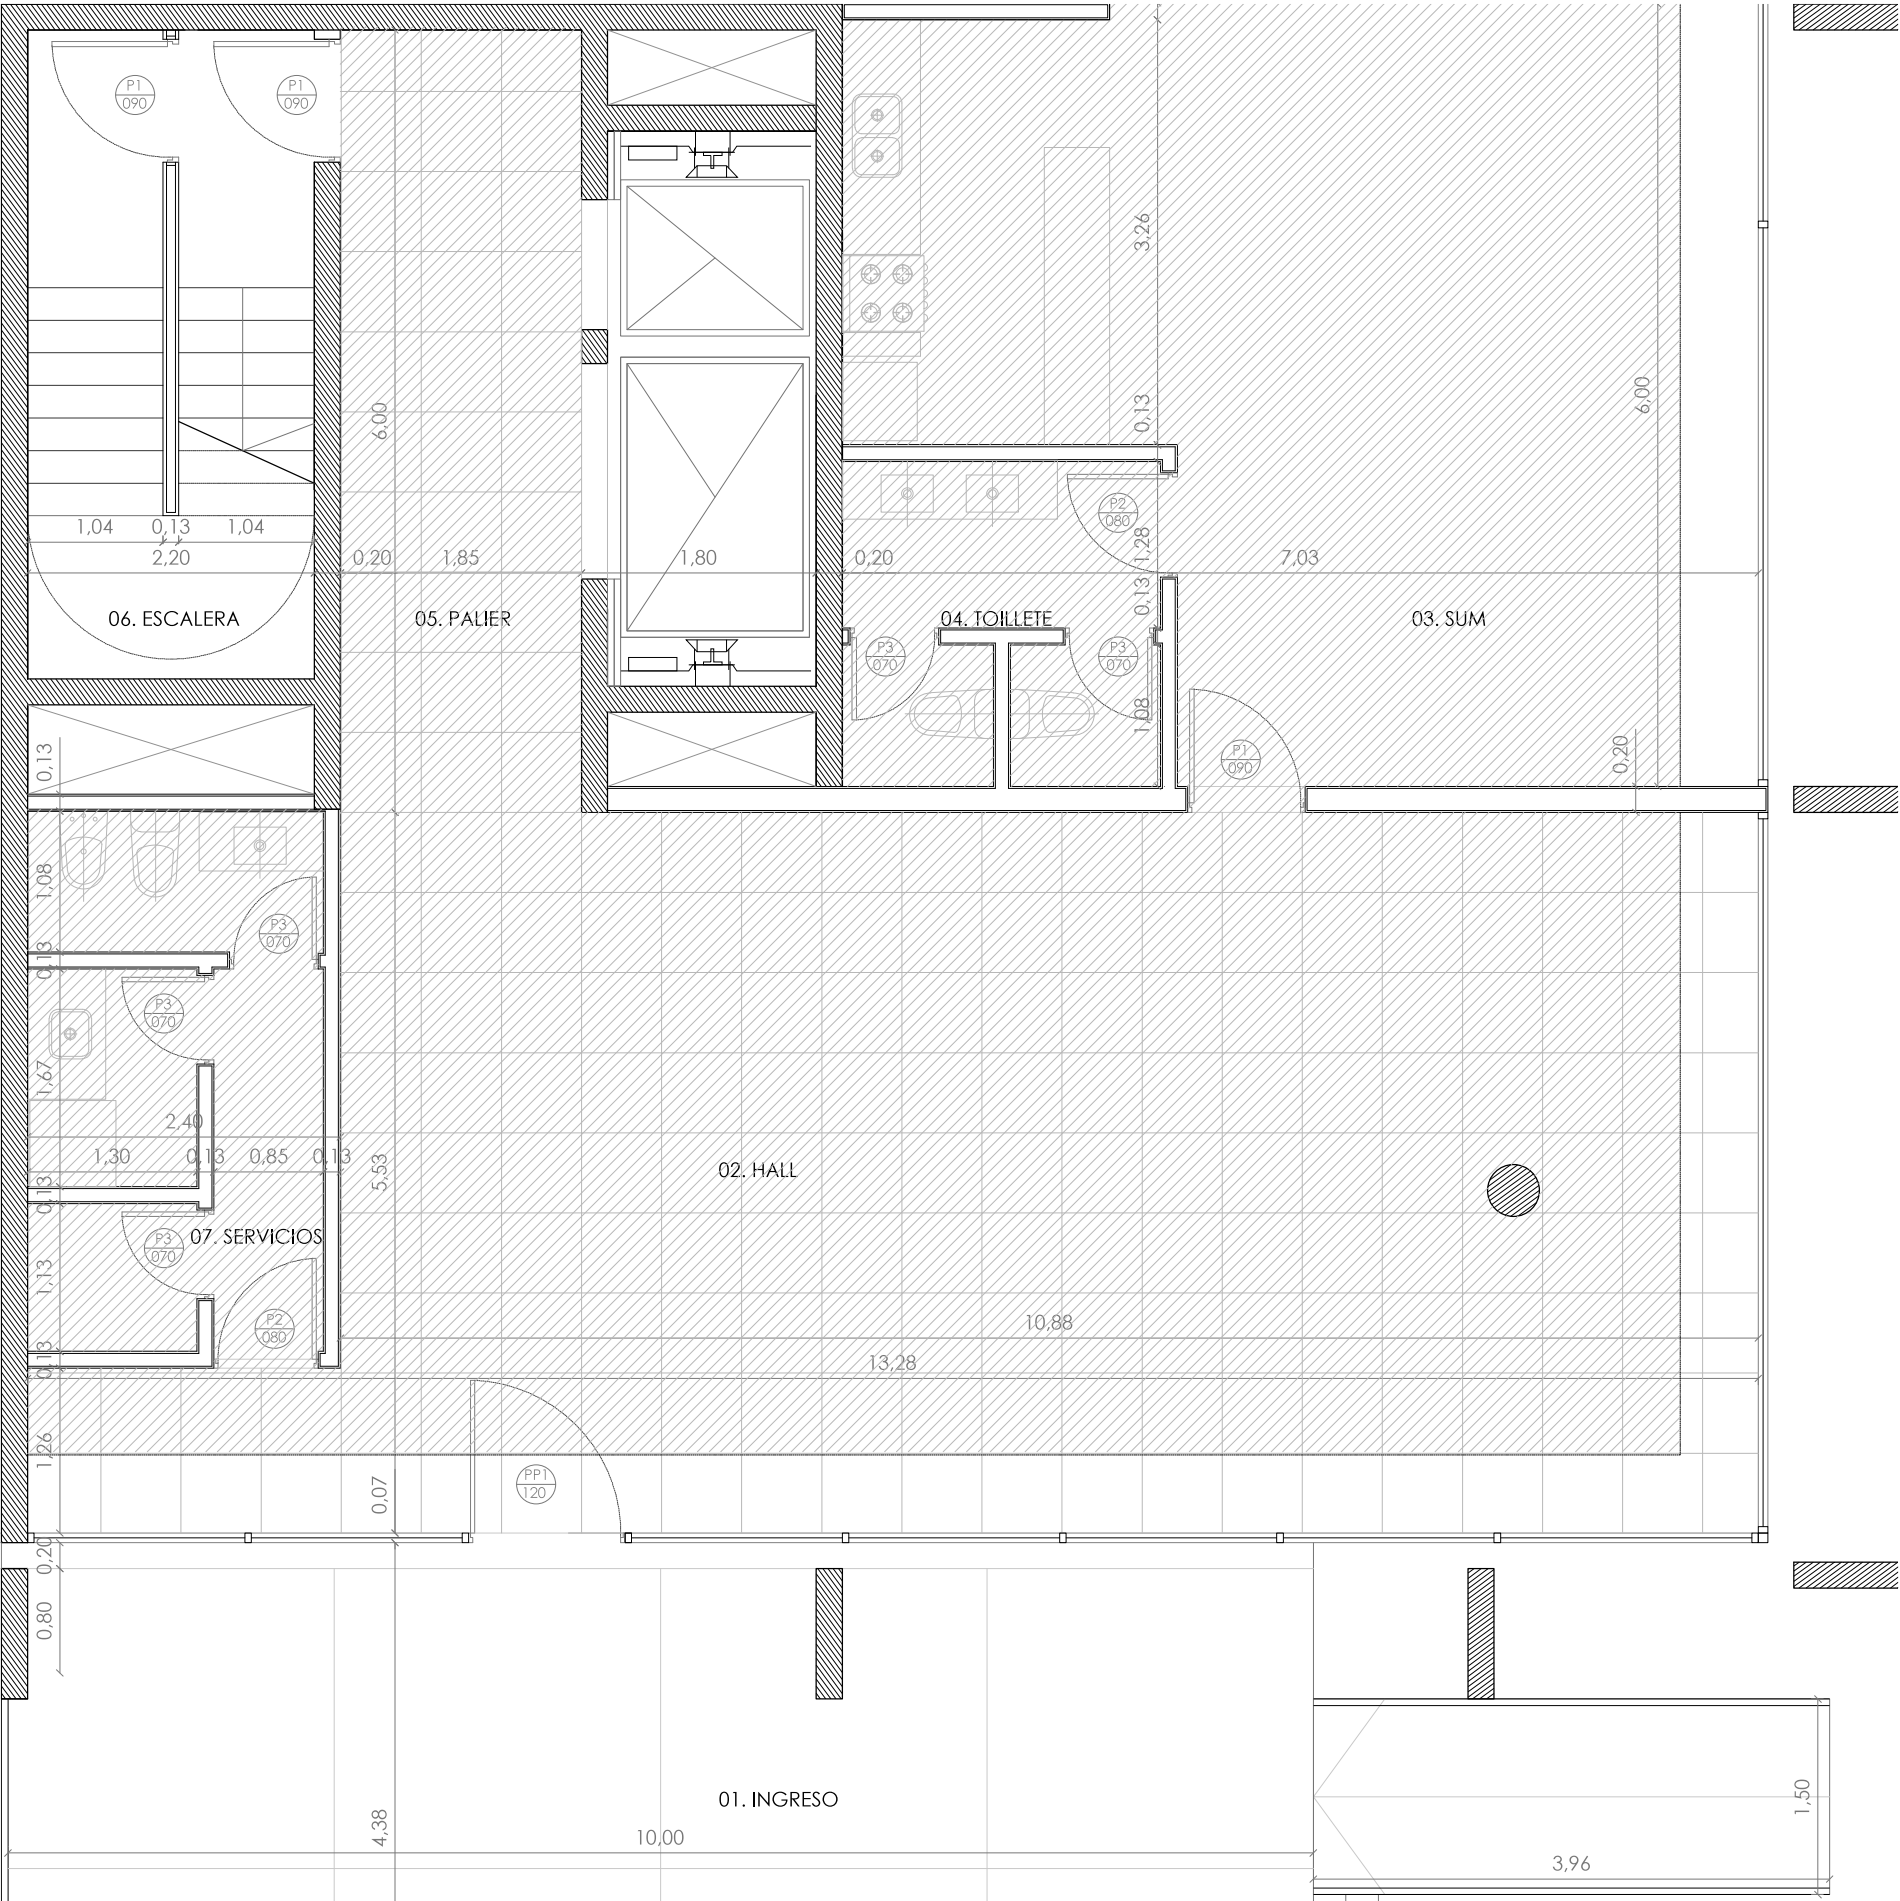 P1
090
P1
090
3,26
0,13
6,00
6,00
P2
080
1,04
0,13
1,04
2,20
0,20
1,85
1,80
0,20
1,28
7,03
0,13
06. ESCALERA
05. PALIER
04. TOILLETE
03. SUM
P3
070
P3
070
1,08
P1
090
0,20
0,13
1,08
P3
070
0,13
P3
070
1,67
2,40
1,30
0,13
0,85
0,13
5,53
02. HALL
0,13
07. SERVICIOS
P3
070
1,13
P2
080
10,88
0,13
13,28
1,26
0,07
PP1
120
0,20
0,80
01. INGRESO
4,38
10,00
1,50
3,96